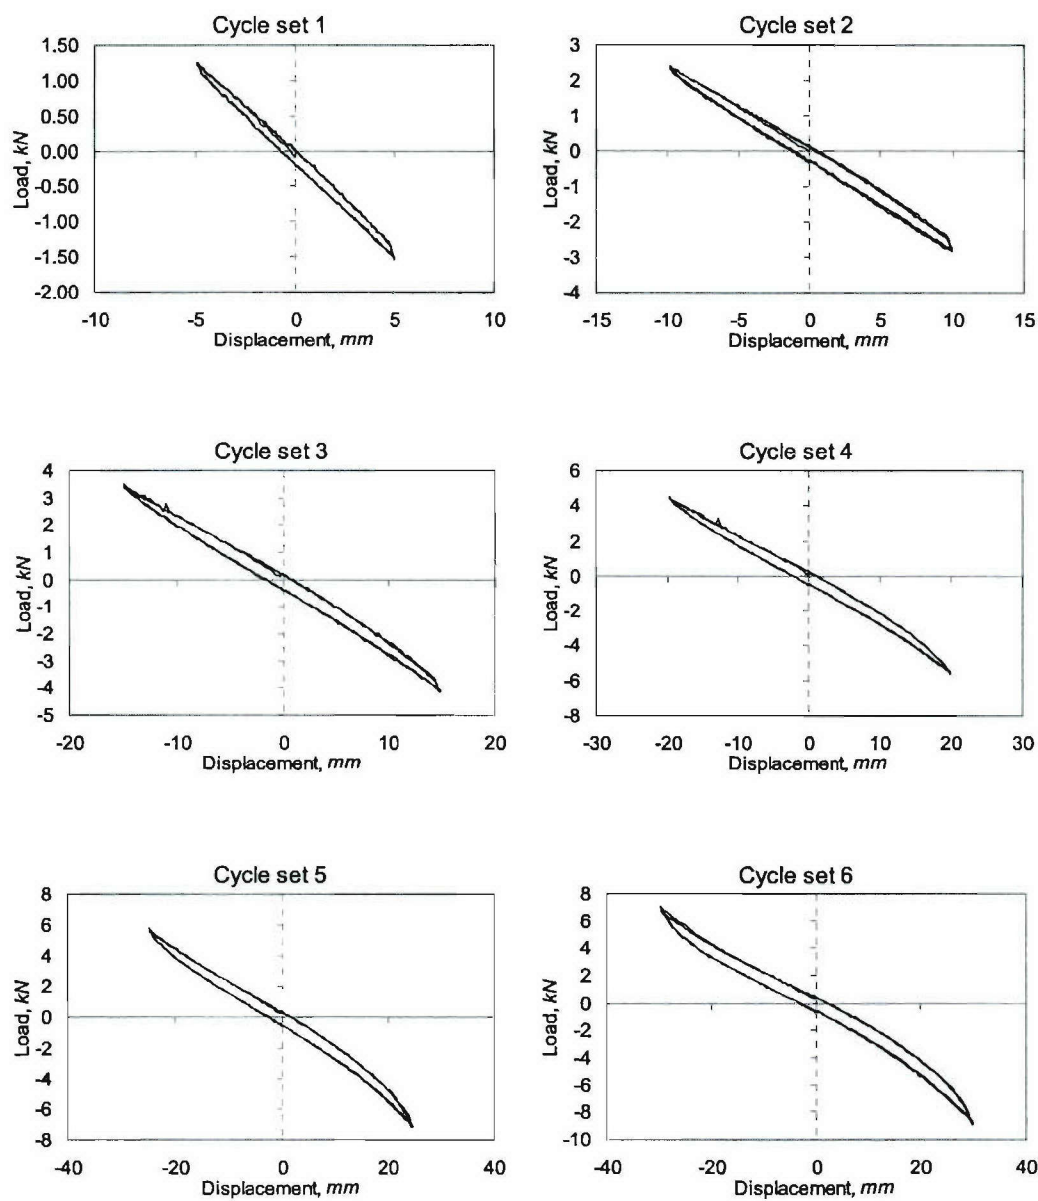 Cycle set 1
1.50
1.00
0.50
0.00
-0.50
-1.00
-1.50
-2.00
Load, kN
-10 -5 0 5 10
Displacement, mm
Cycle set 2
3
2
1
0
-1
-2
-3
-4
Load, kN
-15 -10 -5 0 5 10 15
Displacement, mm
Cycle set 3
4
3
2
1
0
-1
-2
-3
-4
-5
Load, kN
-20 -10 0 10 20
Displacement, mm
Cycle set 4
6
4
2
0
-2
-4
-6
-8
Load, kN
-30 -20 -10 0 10 20 30
Displacement, mm
Cycle set 5
8
6
4
2
0
-2
-4
-6
-8
Load, kN
-40 -20 0 20 40
Displacement, mm
Cycle set 6
8
6
4
2
0
-2
-4
-6
-8
-10
Load, kN
-40 -20 0 20 40
Displacement, mm